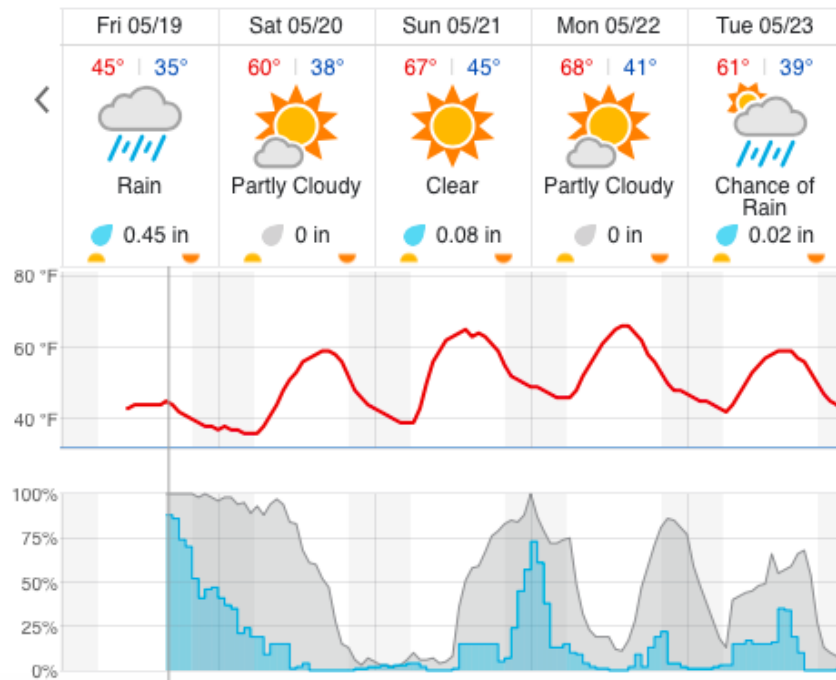 Fri 05/19 Sat 05/20 Sun 05/21 Mon 05/22 Tue 05/23
45° | 35° 60° | 38° 67° | 45° 68° | 41° 61° | 39°
Rain Partly Cloudy Clear Partly Cloudy Chance of Rain
0.45 in 0 in 0.08 in 0 in 0.02 in
80 °F
60 °F
40 °F
100%
75%
50%
25%
0%